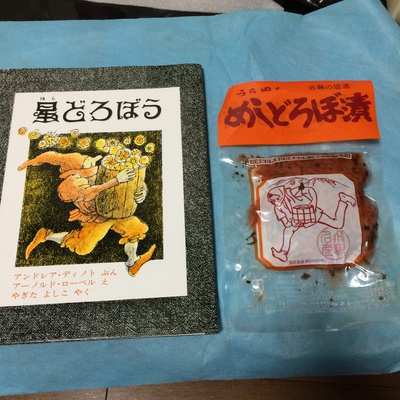 ほし
星どろぼう
アンドレア・ディノト ぶん
アーノルド・ローベル え
やぎた よしこ やく
赤蕪の塩漬
めしどろぼ漬